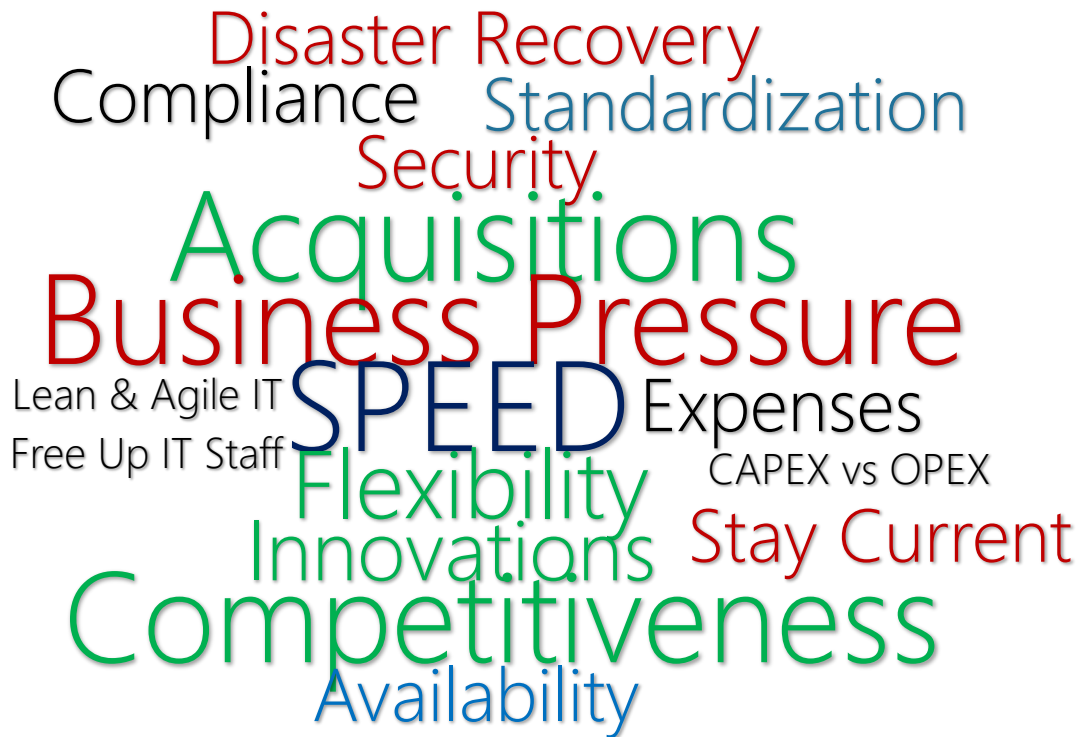 Disaster Recovery
Compliance
Standardization
Security
Acquisitions
Business Pressure
Lean & Agile IT
SPEED
Expenses
Free Up IT Staff
Flexibility
CAPEX vs OPEX
Innovations
Stay Current
Competitiveness
Availability